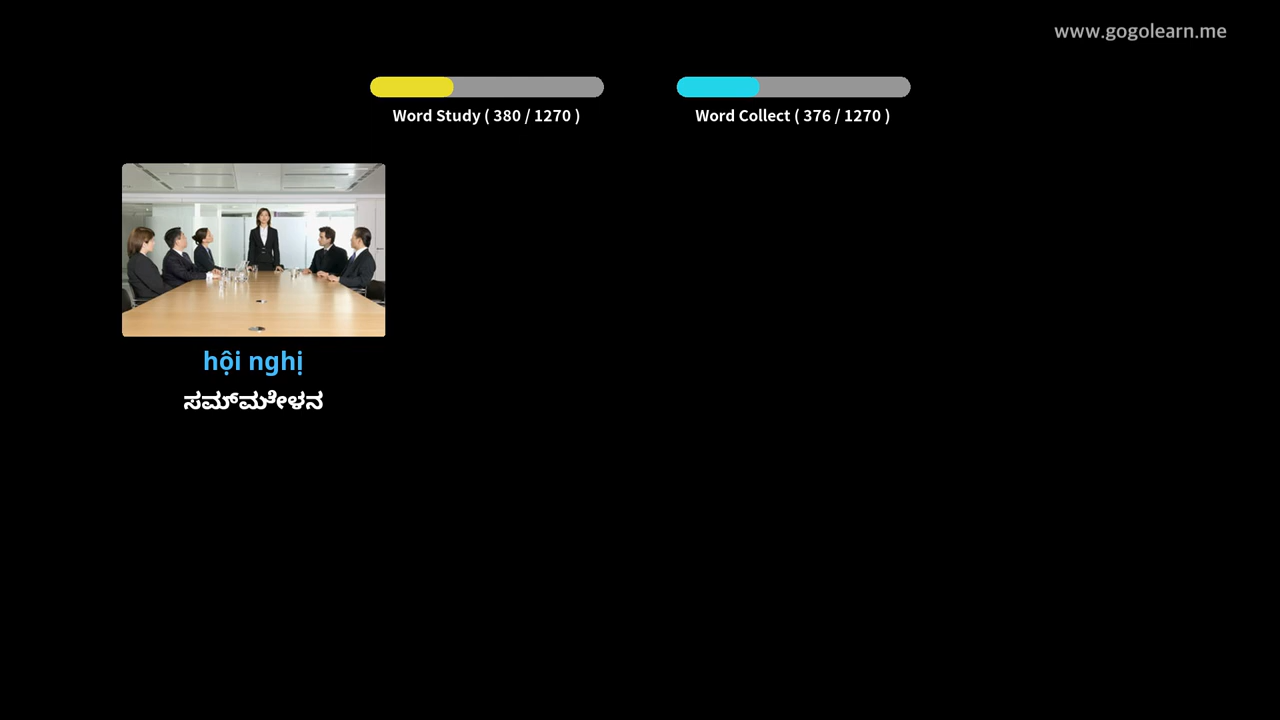 www.gogolearn.me
Word Study ( 380 / 1270 )
Word Collect ( 376 / 1270 )
hội nghị
ಸಮ್ಮೇಳನ